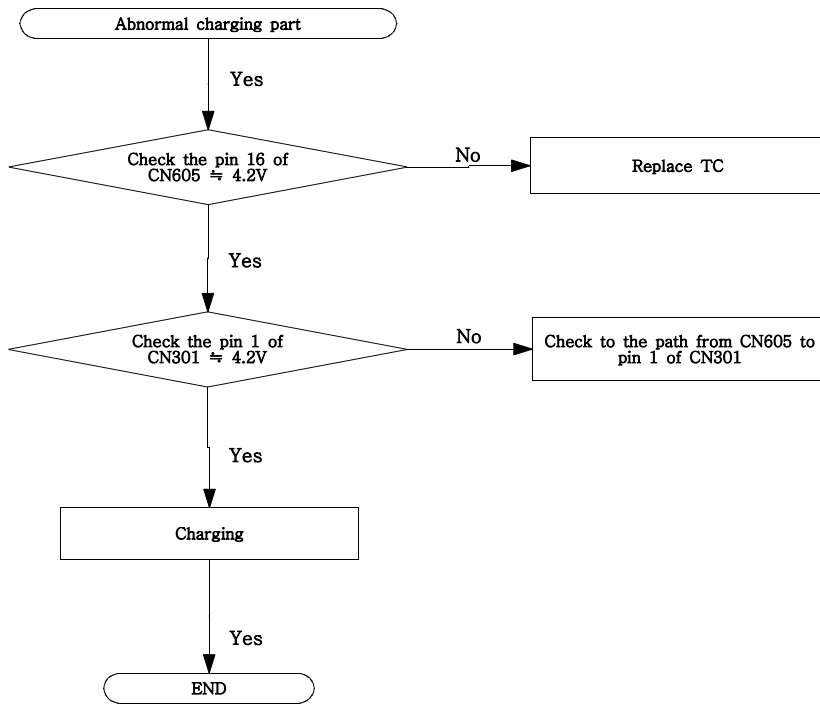 Abnormal charging part
Yes
Check the pin 16 of
CN605 ≒ 4.2V
No
Replace TC
Yes
Check the pin 1 of
CN301 ≒ 4.2V
No
Check to the path from CN605 to
pin 1 of CN301
Yes
Charging
Yes
END